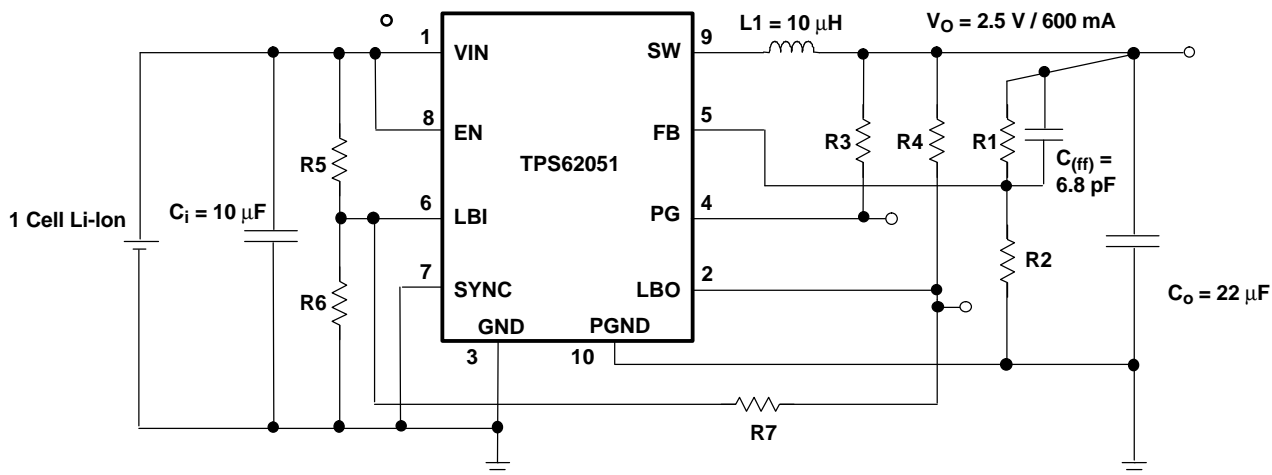 L1 = 10 μH
VO = 2.5 V / 600 mA
1
VIN
SW
9
8
EN
FB
5
R3
R4
R1
C(ff) =
6.8 pF
R5
TPS62051
1 Cell Li-Ion
Ci = 10 μF
6
LBI
PG
4
R2
7
SYNC
LBO
2
R6
Co = 22 μF
GND
PGND
3
10
R7